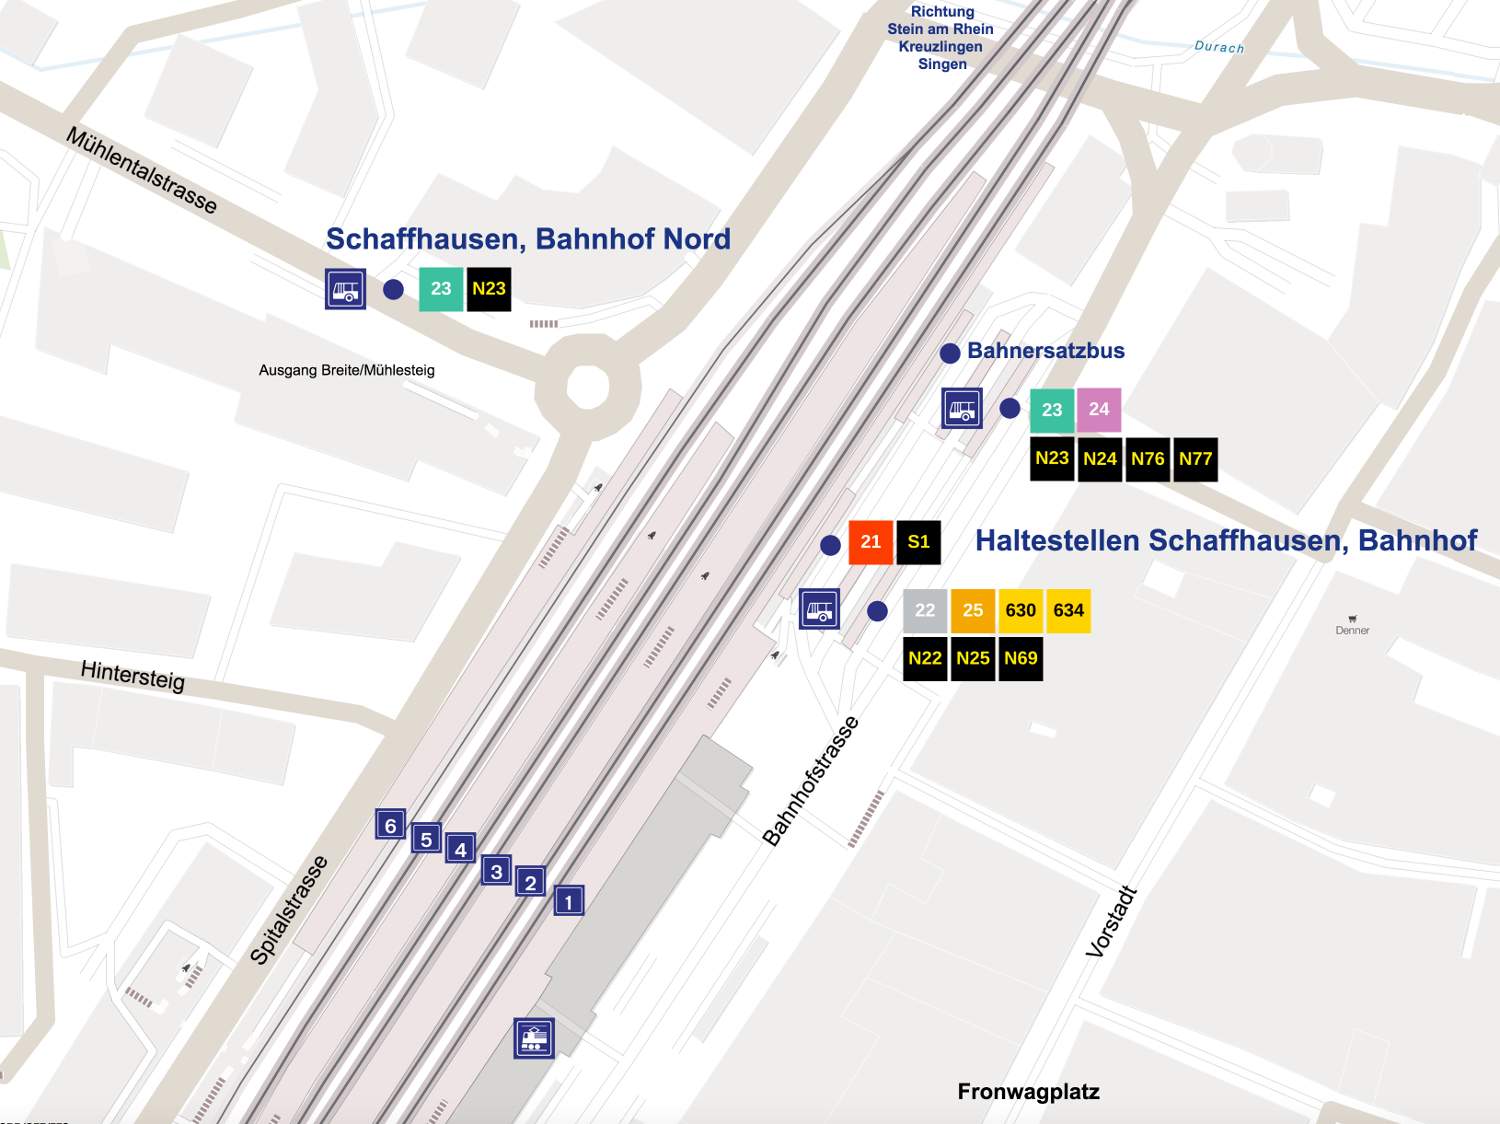 Richtung
Stein am Rhein
Kreuzlingen
Singen
Durach
Mühlentalstrasse
Schaffhausen, Bahnhof Nord
23 N23
Ausgang Breite/Mühlesteig
Bahnersatzbus
23 24
N23 N24 N76 N77
21 S1
Haltestellen Schaffhausen, Bahnhof
22 25 630 634
N22 N25 N69
Denner
Hintersteig
Bahnhofstrasse
6 5 4 3 2 1
Spitalstrasse
Vorstadt
Fronwagplatz